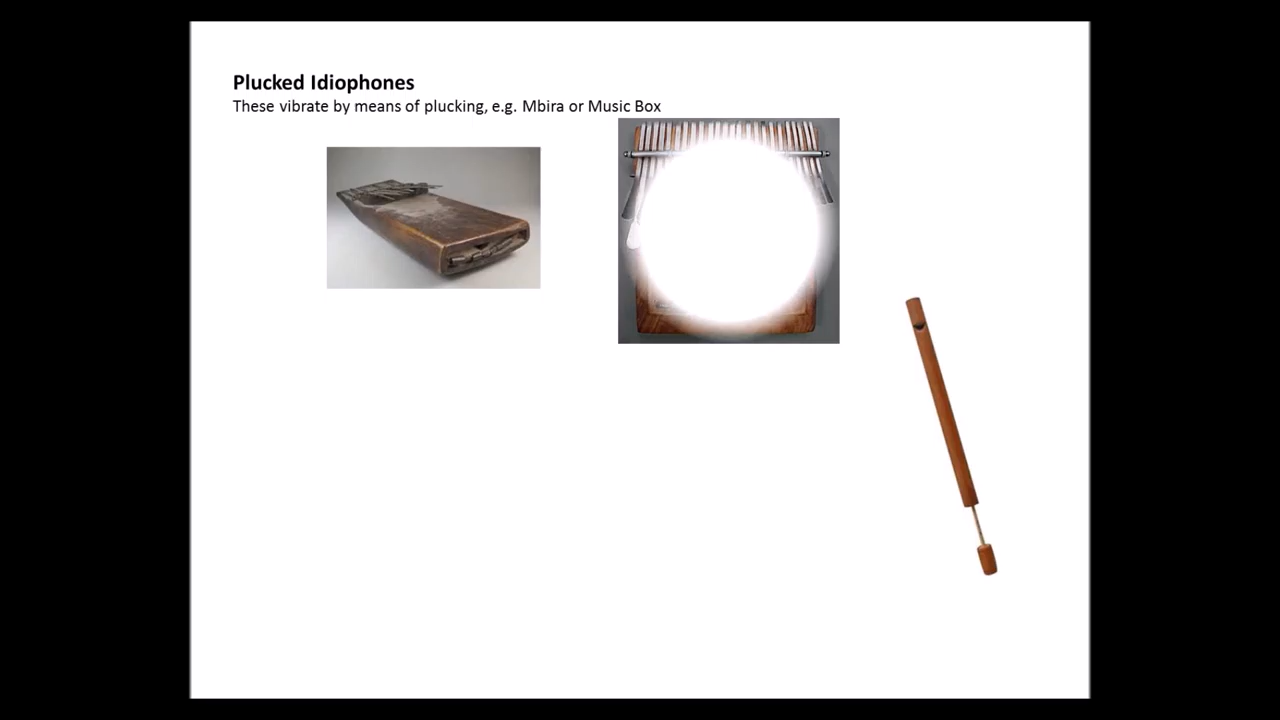 Plucked Idiophones
These vibrate by means of plucking, e.g. Mbira or Music Box